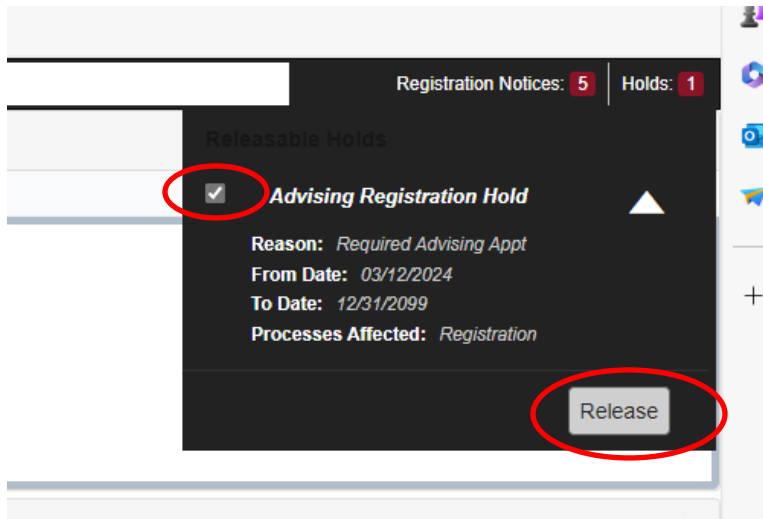 Registration Notices: 5 Holds: 1
Releasable Holds
Advising Registration Hold
Reason: Required Advising Appt
From Date: 03/12/2024
To Date: 12/31/2099
Processes Affected: Registration
Release